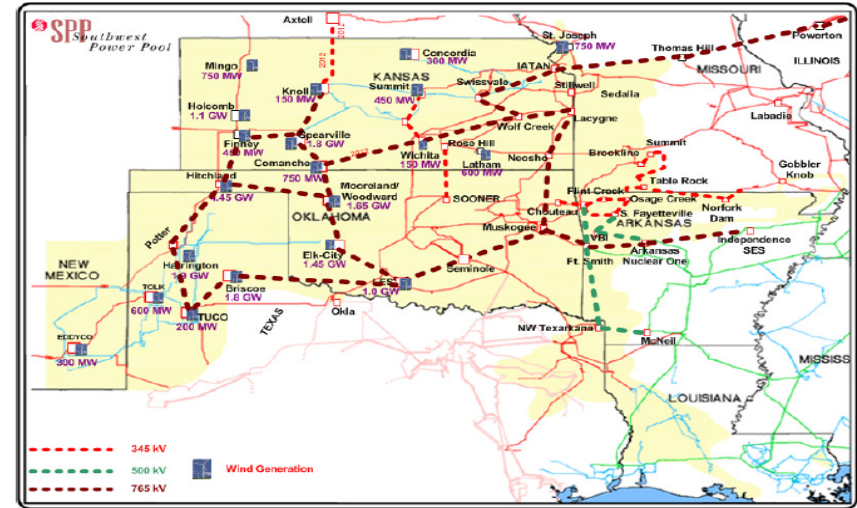 SPP
Southwest
Power Pool
Axtoll
2012
2012
St. Joseph
750 MW
Powerton
Thomas Hill
ILLINOIS
Concordia
300 MW
Mingo
750 MW
KANSAS
IATAN
MISSOURI
Knoll
150 MW
Summit
450 MW
Swissvale
Stilwell
Sedalia
Holcomb
1.1 GW
Labadie
Lacygne
Wolf Creek
Spearville
1.8 GW
Finney
Rose Hill
2012
Wichita
150 MW
Latham
600 MW
Neosho
Summit
Brookline
Comanche
750 MW
Gobbler
Knob
Table Rock
Hitchland
Mooreland/
Woodward
1.65 GW
Flint Creek
Osage Creek
Norfork
Dam
SOONER
OKLAHOMA
Chouteau
S. Fayetteville
ARKANSAS
Muskogee
Potter
VBI
Independence
SES
Arkansas
Nuclear One
Ft. Smith
Elk-City
1.45 GW
NEW
MEXICO
Harrington
Seminole
TOLK
600 MW
Briscoe
1.8 GW
1.0 GW
Okla
TEXAS
TUCO
200 MW
NW Texarkana
McNeil
EDDYCO
300 MW
MISSISS
LOUISIANA
345 kV
500 kV
765 kV
Wind Generation